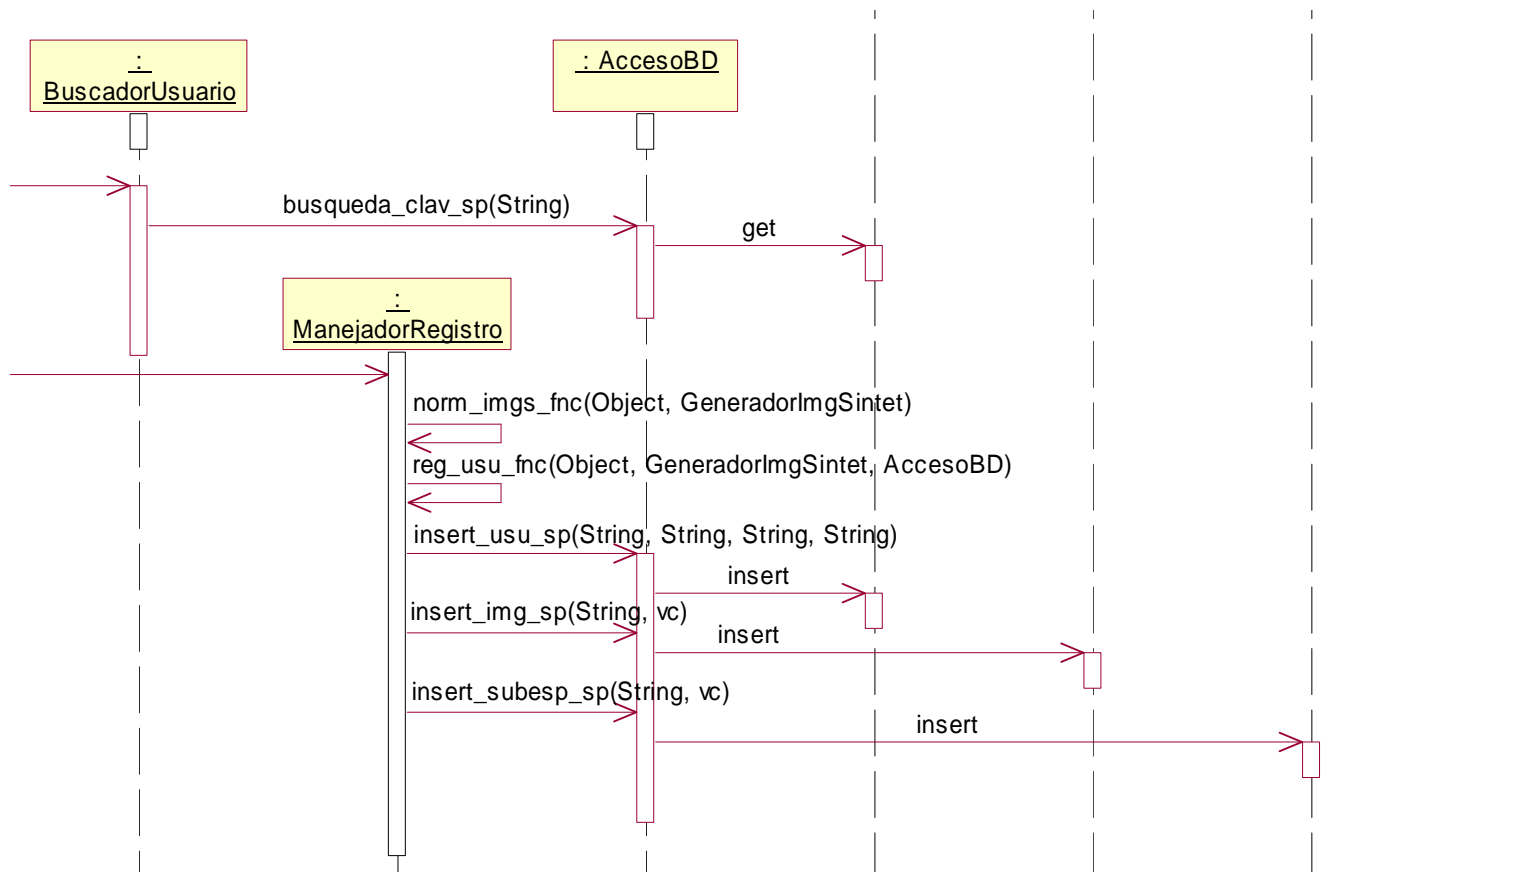 :
BuscadorUsuario
: AccesoBD
busqueda_clav_sp(String)
get
:
ManejadorRegistro
norm_imgs_fnc(Object, GeneradorImgSintet)
reg_usu_fnc(Object, GeneradorImgSintet, AccesoBD)
insert_usu_sp(String, String, String, String)
insert
insert_img_sp(String, vc)
insert
insert_subesp_sp(String, vc)
insert